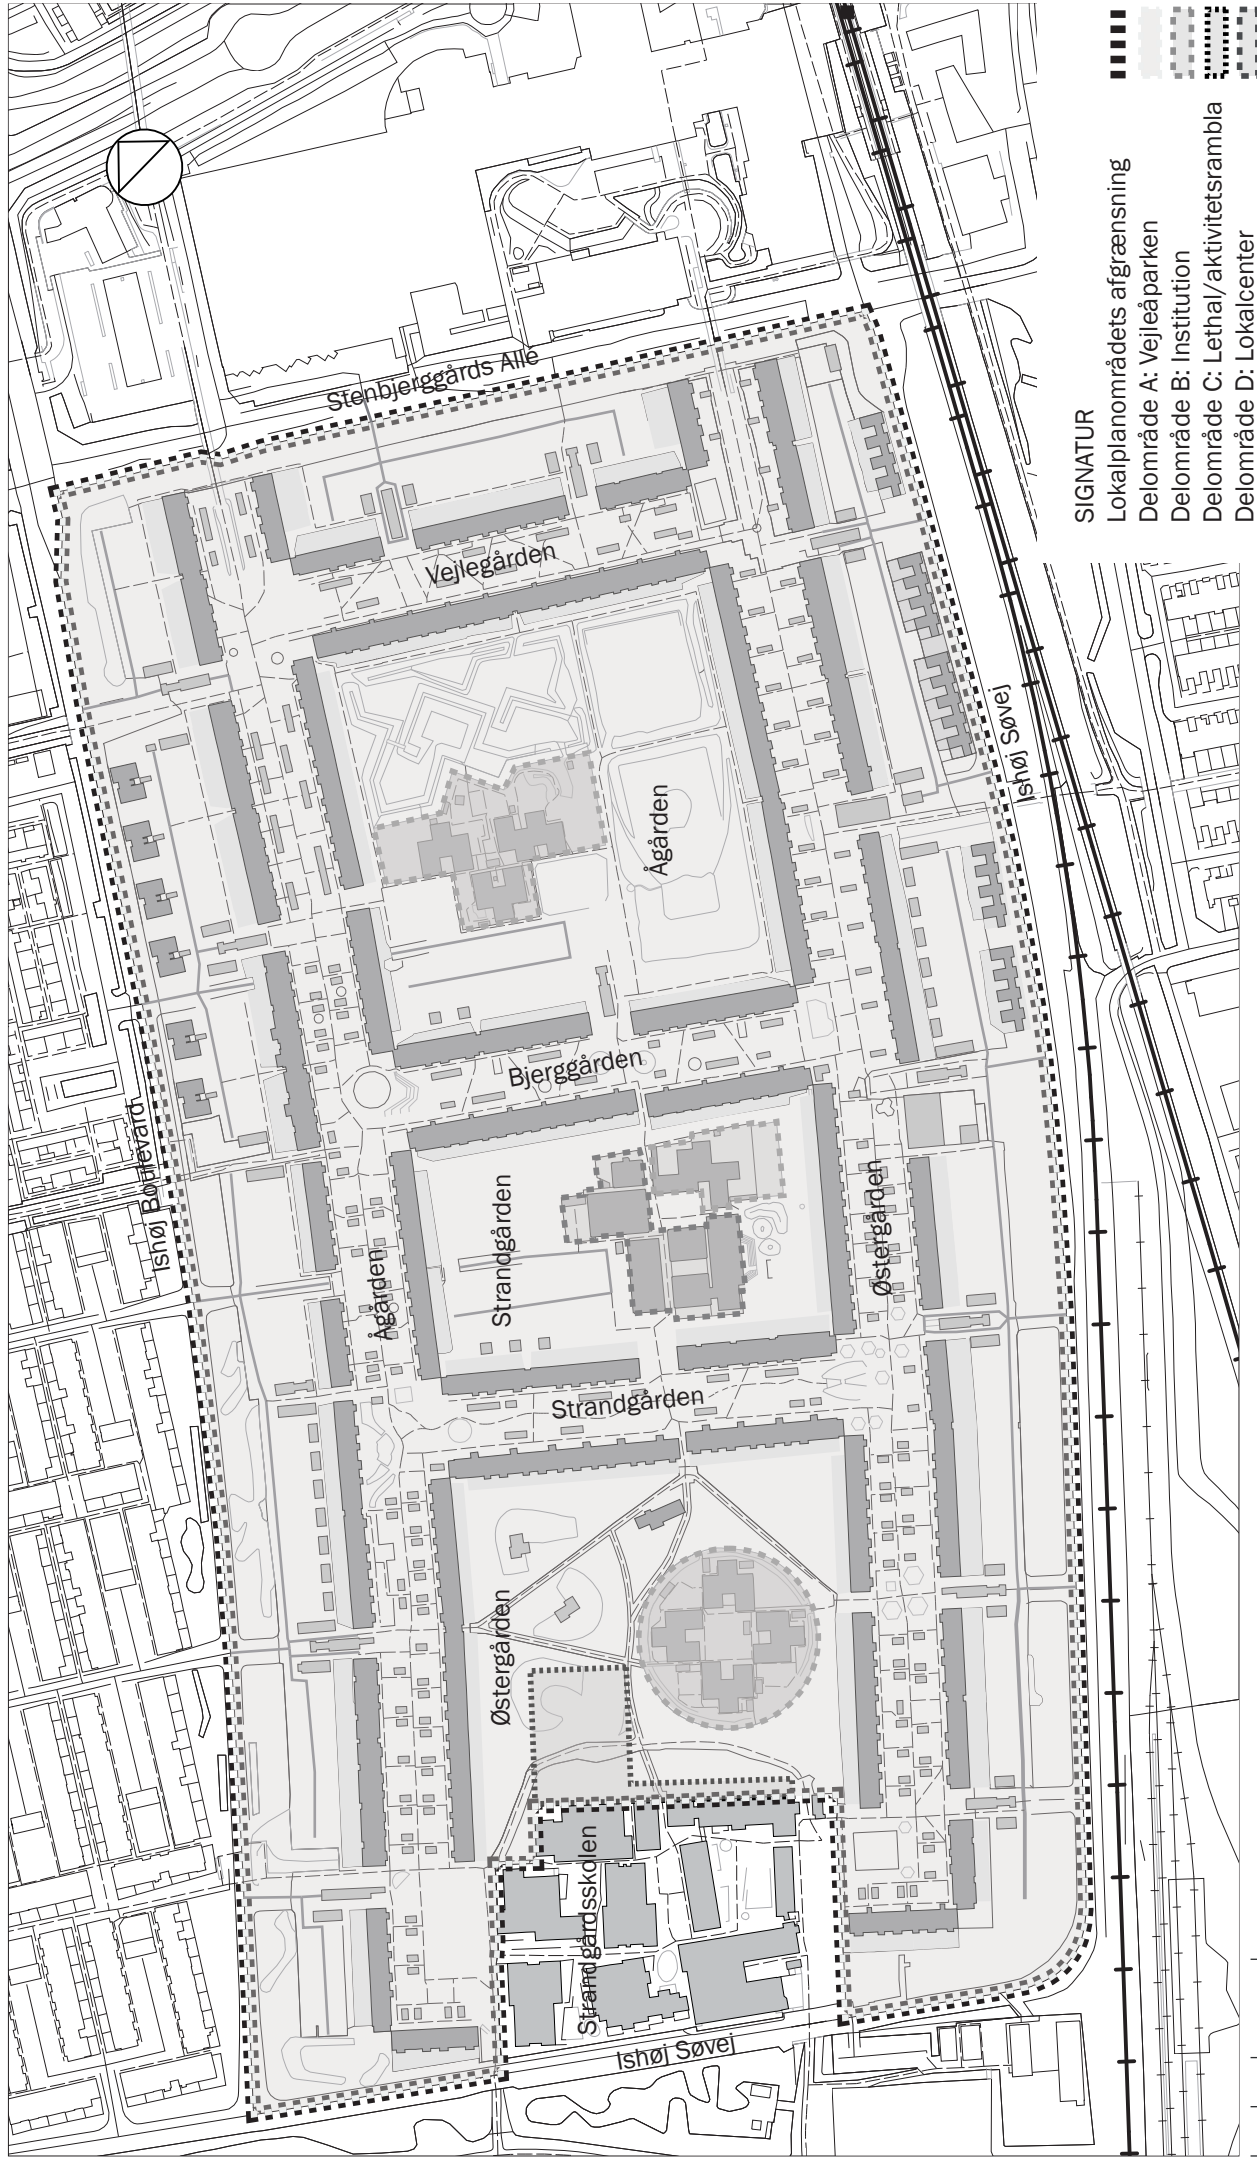 Stenbjerggårds Allé
Vejlegården
Ågården
Ishøj Søvej
Bjerggården
Ishøj Boulevard
Strandgården
Ågården
Østergården
Strandgården
Østergården
Strandgårdsskolen
Ishøj Søvej
SIGNATUR
Lokalplanområdets afgrænsning
Delområde A: Vejleåparken
Delområde B: Institution
Delområde C: Lethal/aktivitetsrambla
Delområde D: Lokalcenter